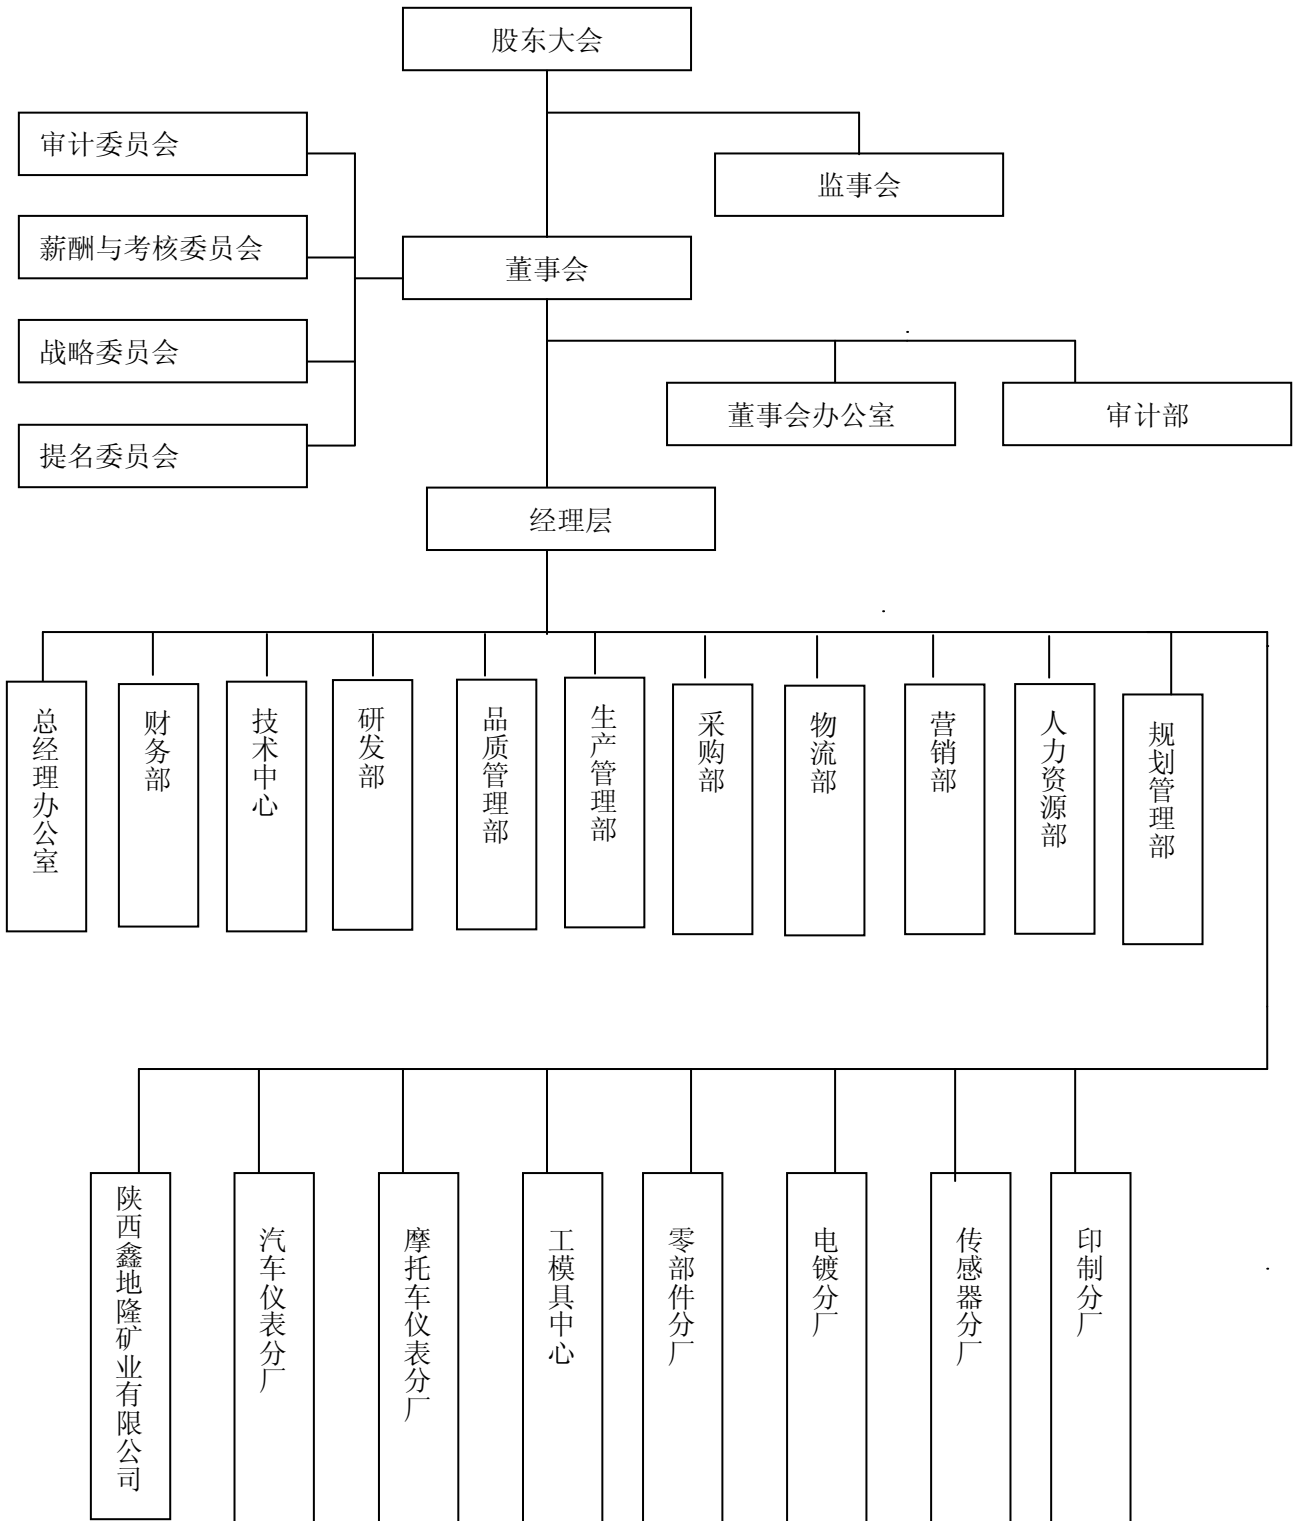 股东大会
审计委员会
监事会
薪酬与考核委员会
董事会
战略委员会
董事会办公室
审计部
提名委员会
经理层
总经理办公室
财务部
技术中心
研发部
品质管理部
生产管理部
采购部
物流部
营销部
人力资源部
规划管理部
陕西鑫地隆矿业有限公司
汽车仪表分厂
摩托车仪表分厂
工模具中心
零部件分厂
电镀分厂
传感器分厂
印制分厂